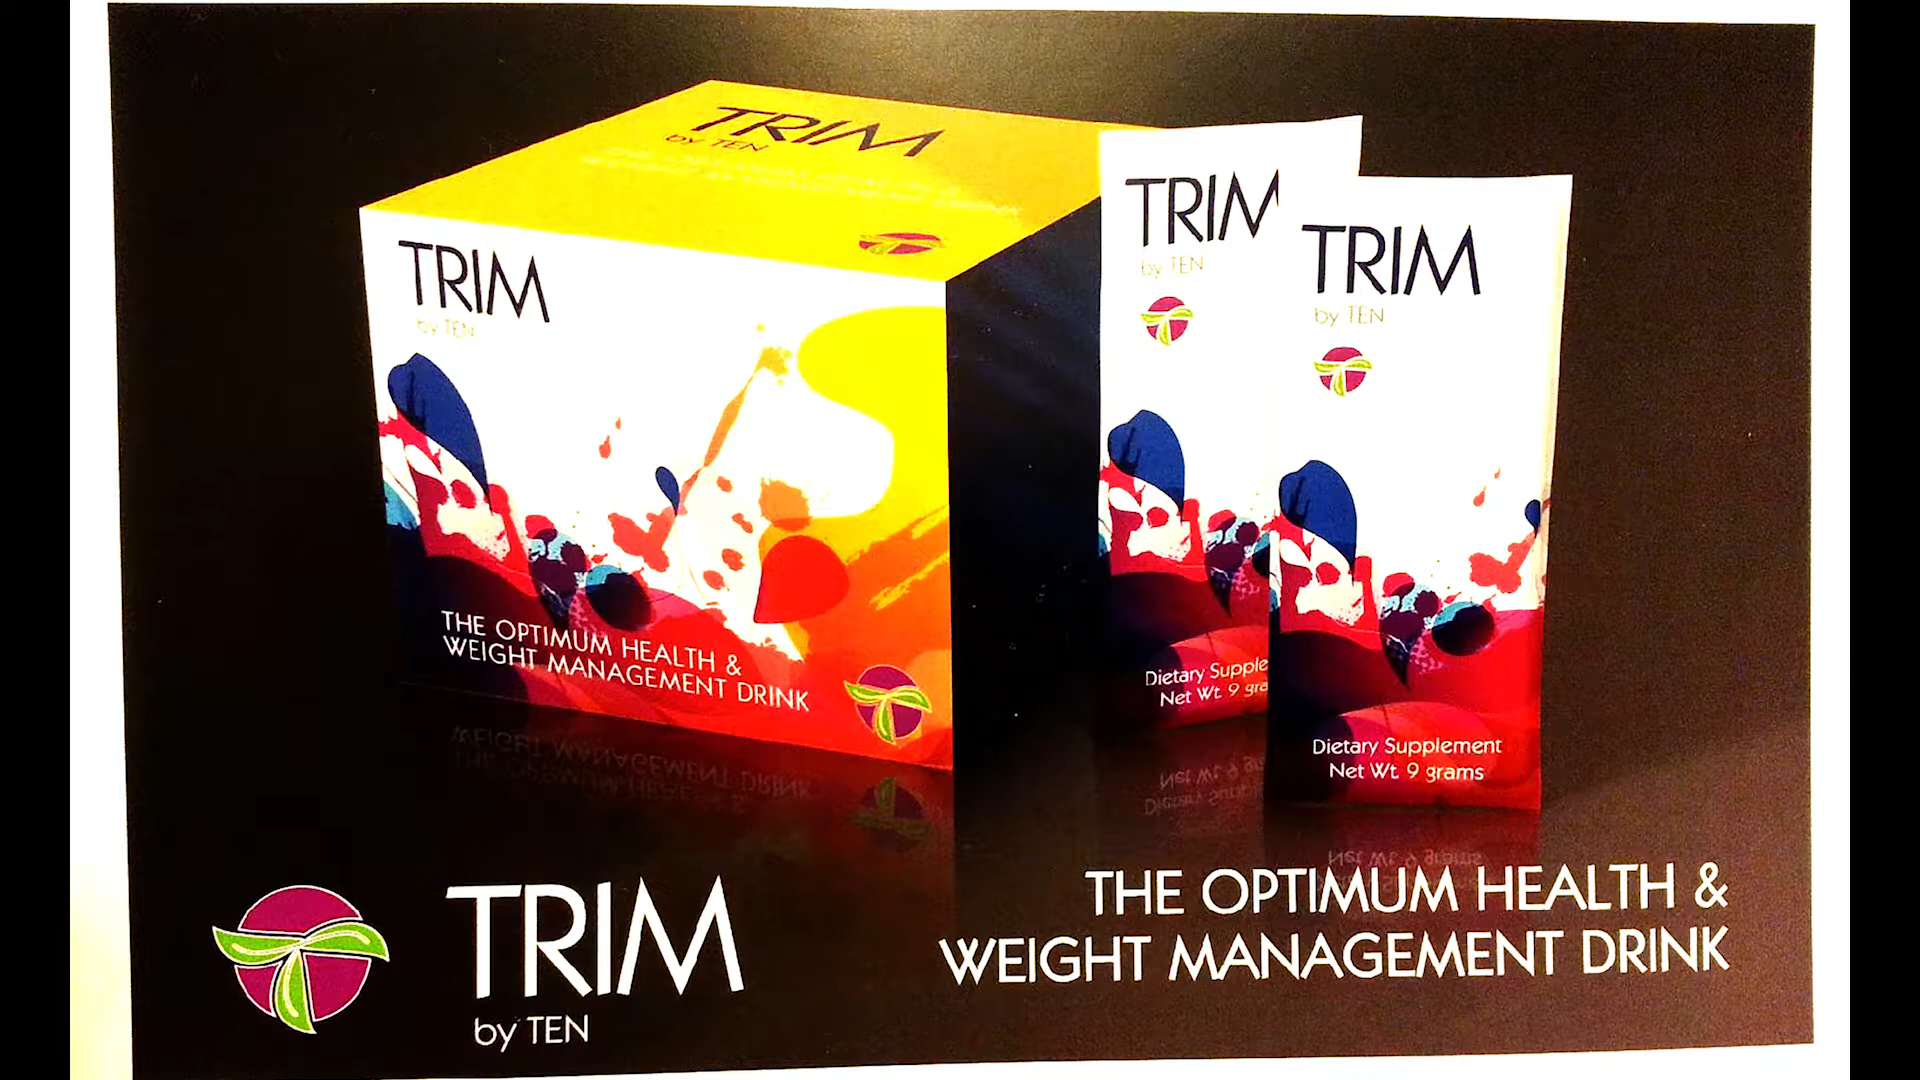 TRIM
by TEN
TRIM
by TEN
THE OPTIMUM HEALTH &
WEIGHT MANAGEMENT DRINK
TRIM
by TEN
Dietary Supple
Net Wt. 9 gra
TRIM
by TEN
Dietary Supplement
Net Wt. 9 grams
TRIM
by TEN
THE OPTIMUM HEALTH &
WEIGHT MANAGEMENT DRINK